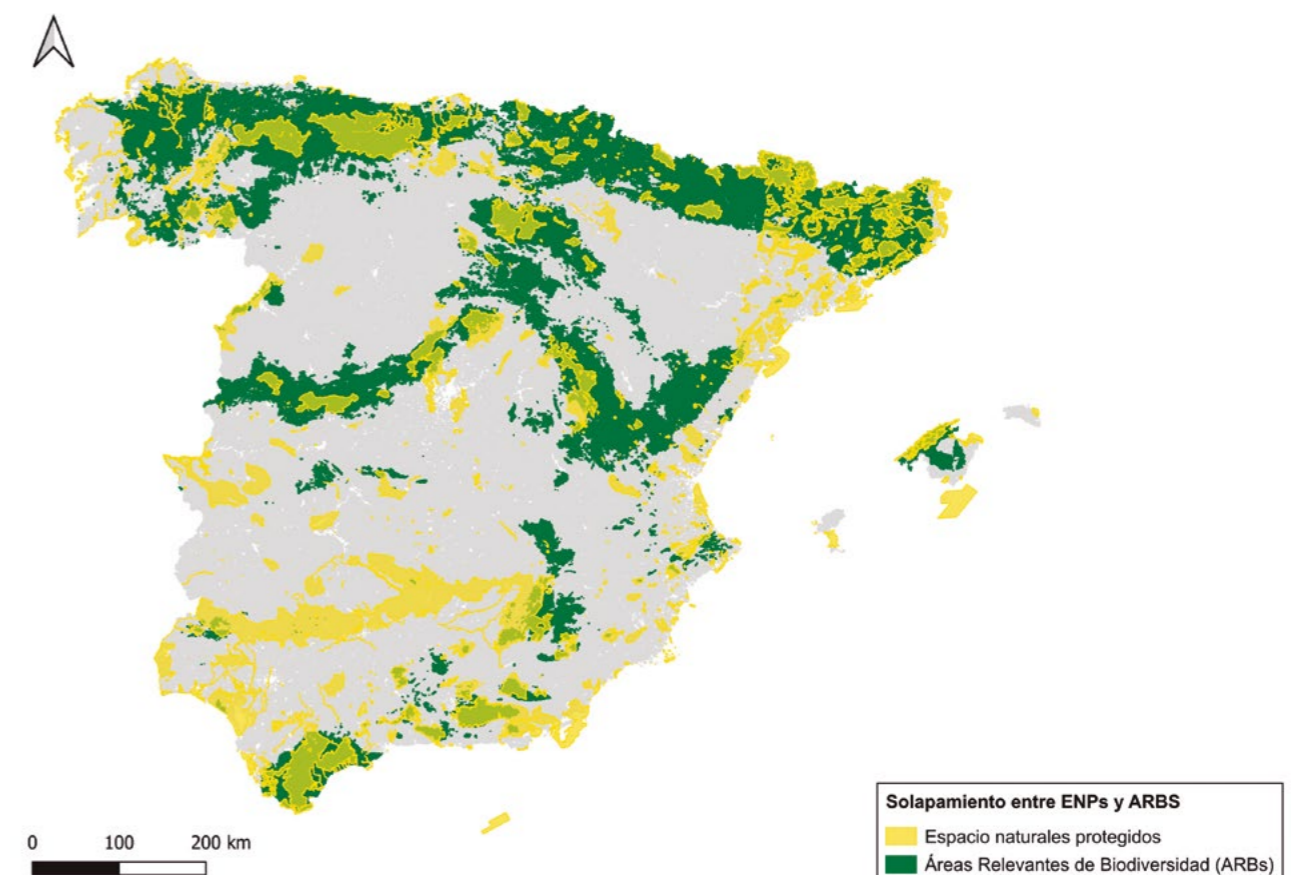 0 100 200 km
Solapamiento entre ENPs y ARBS
Espacio naturales protegidos
Áreas Relevantes de Biodiversidad (ARBs)